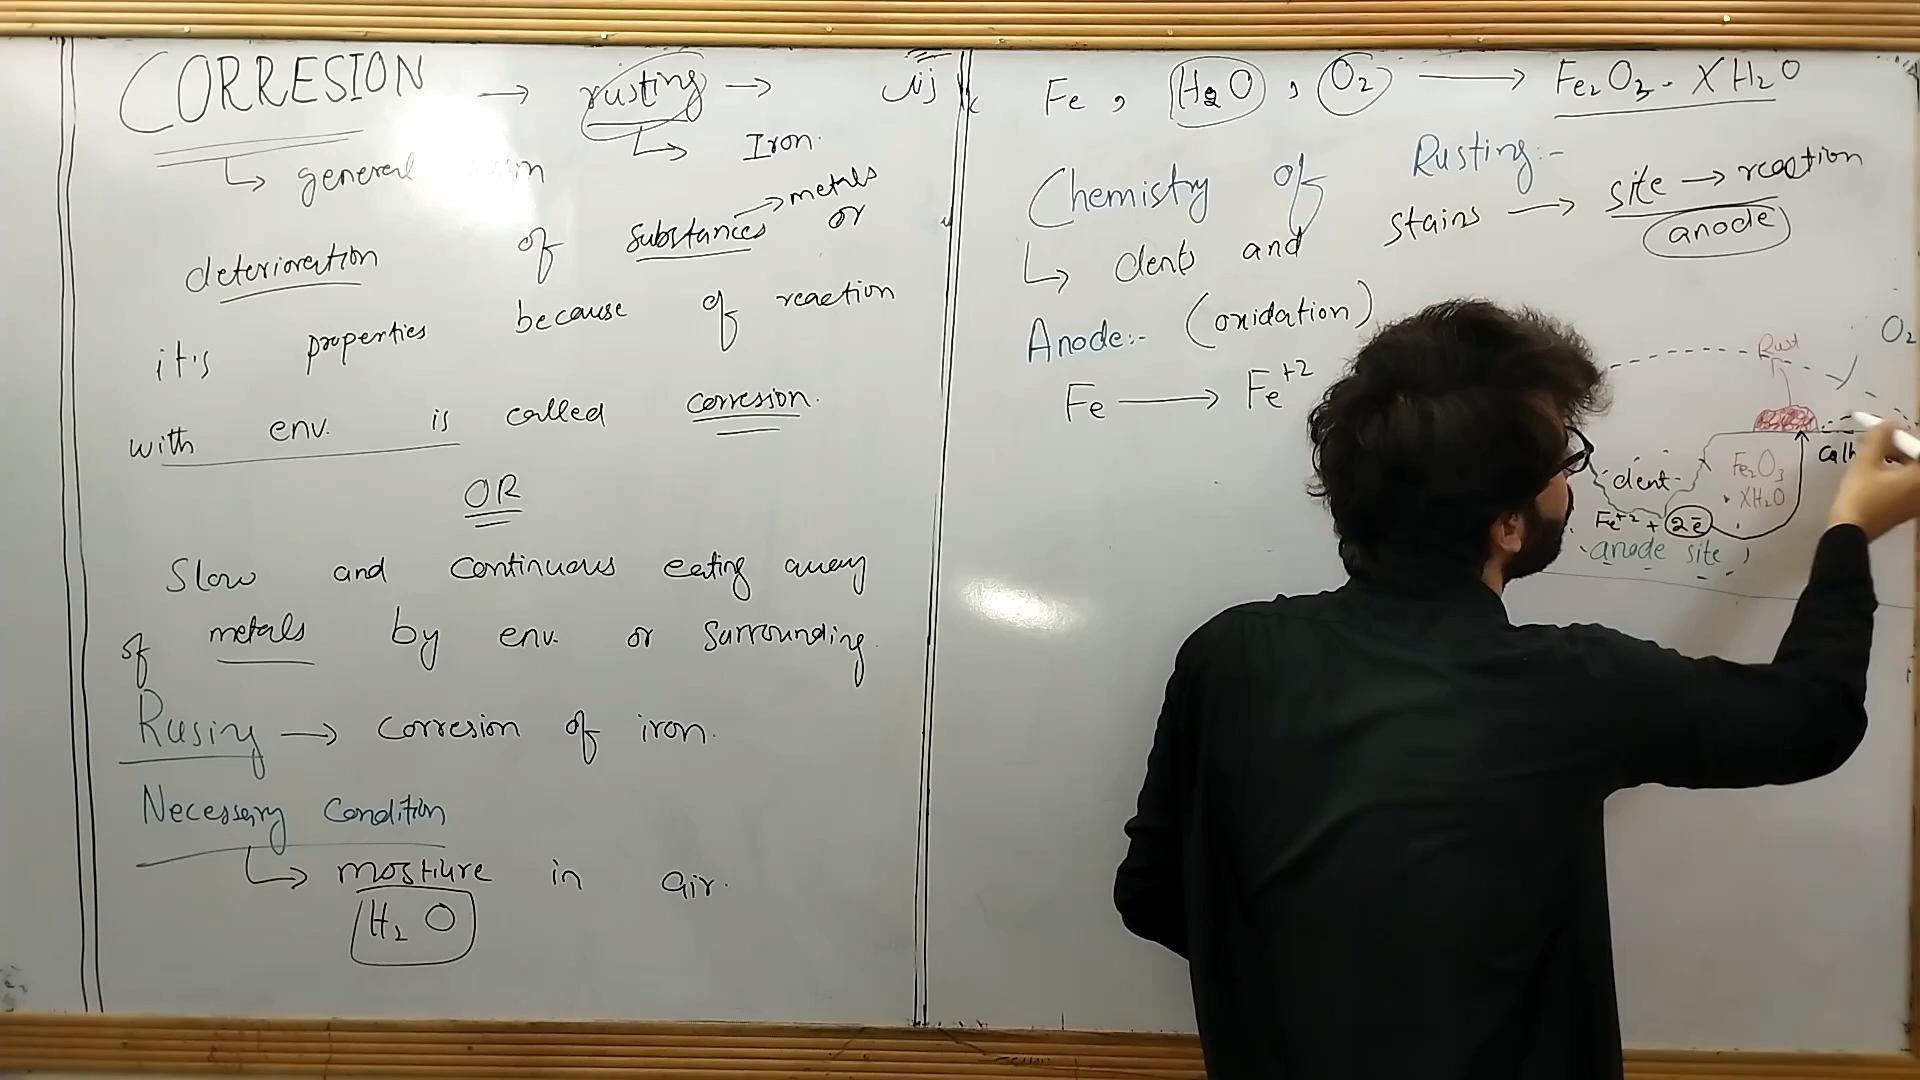 CORRESION → rusting →
↳ Iron.
↳ general
deterioration of substances → metals
or
it's properties because of reaction
with env. is called corresion.
OR
Slow and continuous eating away
of metals by env. or surrounding.
Rusing → corresion of iron.
Necessary Condition
↳ mostiure in air.
H₂O
Fe, H₂O, O₂ → Fe₂O₃. XH₂O
Chemistry of Rusting:-
↳ dents and stains → site → reaction
anode
Anode:- (oxidation)
Fe → Fe⁺²
O₂
Rust
dent
Fe₂O₃
. XH₂O
Fe⁺² + 2e̅
anode site